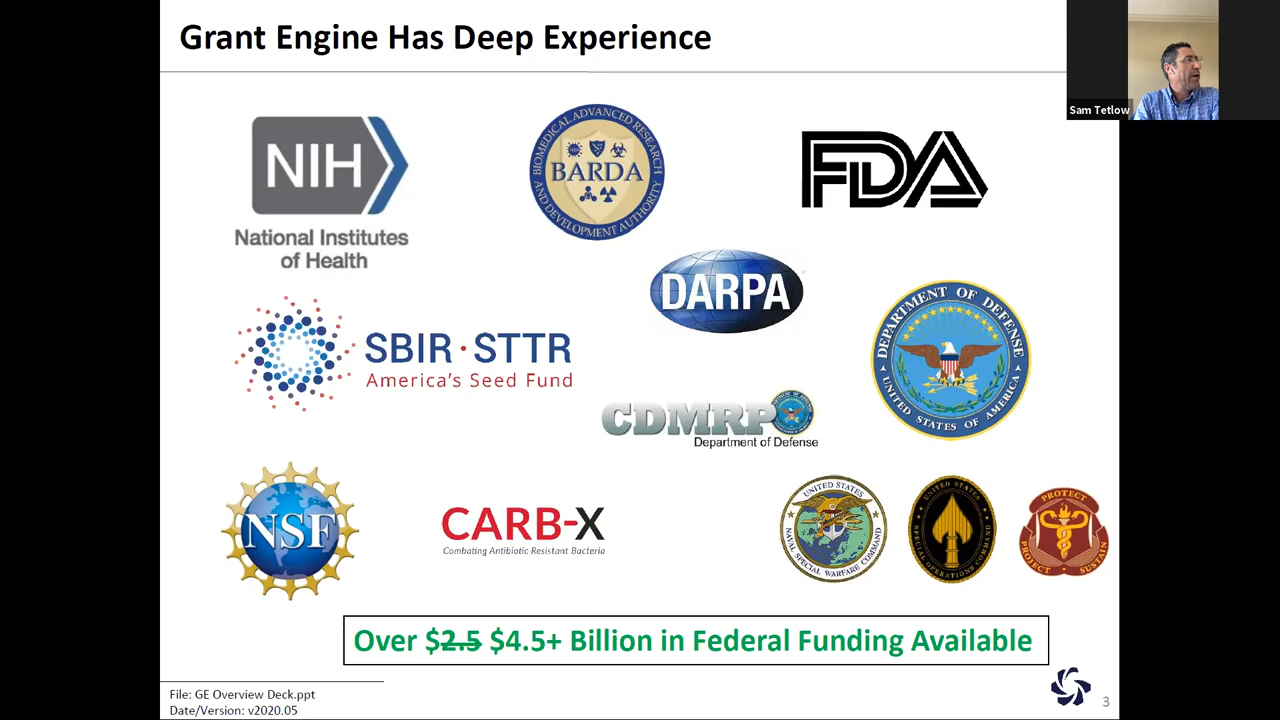 Grant Engine Has Deep Experience
Sam Tetlow
NIH
National Institutes
of Health
BIOMEDICAL ADVANCED RESEARCH
BARDA
AND DEVELOPMENT AUTHORITY
FDA
DARPA
SBIR · STTR
America's Seed Fund
DEPARTMENT OF DEFENSE
UNITED STATES OF AMERICA
CDMRP
Department of Defense
NSF
CARB-X
Combating Antibiotic Resistant Bacteria
UNITED STATES
NAVAL SPECIAL WARFARE COMMAND
UNITED STATES
SPECIAL OPERATIONS COMMAND
PROTECT
PROJECT
SUSTAIN
Over $2.5 $4.5+ Billion in Federal Funding Available
File: GE Overview Deck.ppt
Date/Version: v2020.05
3